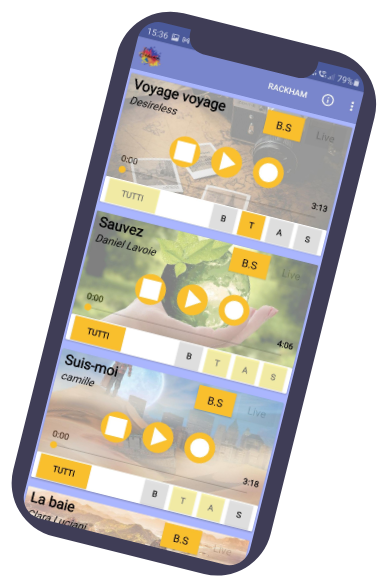 15:36 79%
RACKHAM
Voyage voyage
Desireless
B.S Live
0:00
3:13
TUTTI B T A S
Sauvez
Daniel Lavoie
B.S Live
0:00
4:06
TUTTI B T A S
Suis-moi
camille
B.S Live
0:00
3:18
TUTTI B T A S
La baie
Clara Luciani
B.S Live